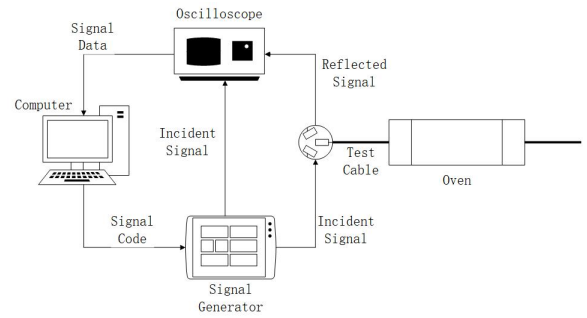 Oscilloscope
Signal
Data
Reflected
Signal
Computer
Incident
Signal
Test
Cable
Oven
Signal
Code
Incident
Signal
Signal
Generator